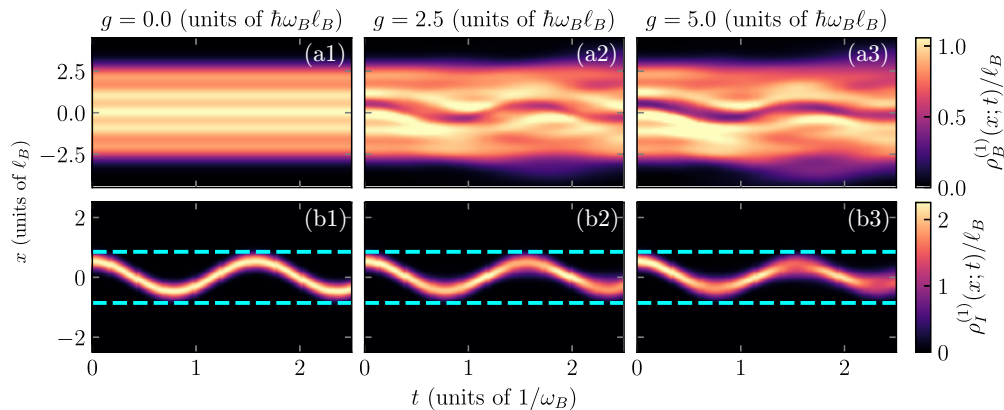 g = 0.0 (units of ℏω_Bℓ_B)
g = 2.5 (units of ℏω_Bℓ_B)
g = 5.0 (units of ℏω_Bℓ_B)
(a1)
(a2)
(a3)
2.5
0.0
−2.5
1.0
0.5
0.0
ρ_B^{(1)}(x; t)/ℓ_B
x (units of ℓ_B)
(b1)
(b2)
(b3)
2
0
−2
2
1
0
ρ_I^{(1)}(x; t)/ℓ_B
0 1 2 0 1 2 0 1 2
t (units of 1/ω_B)